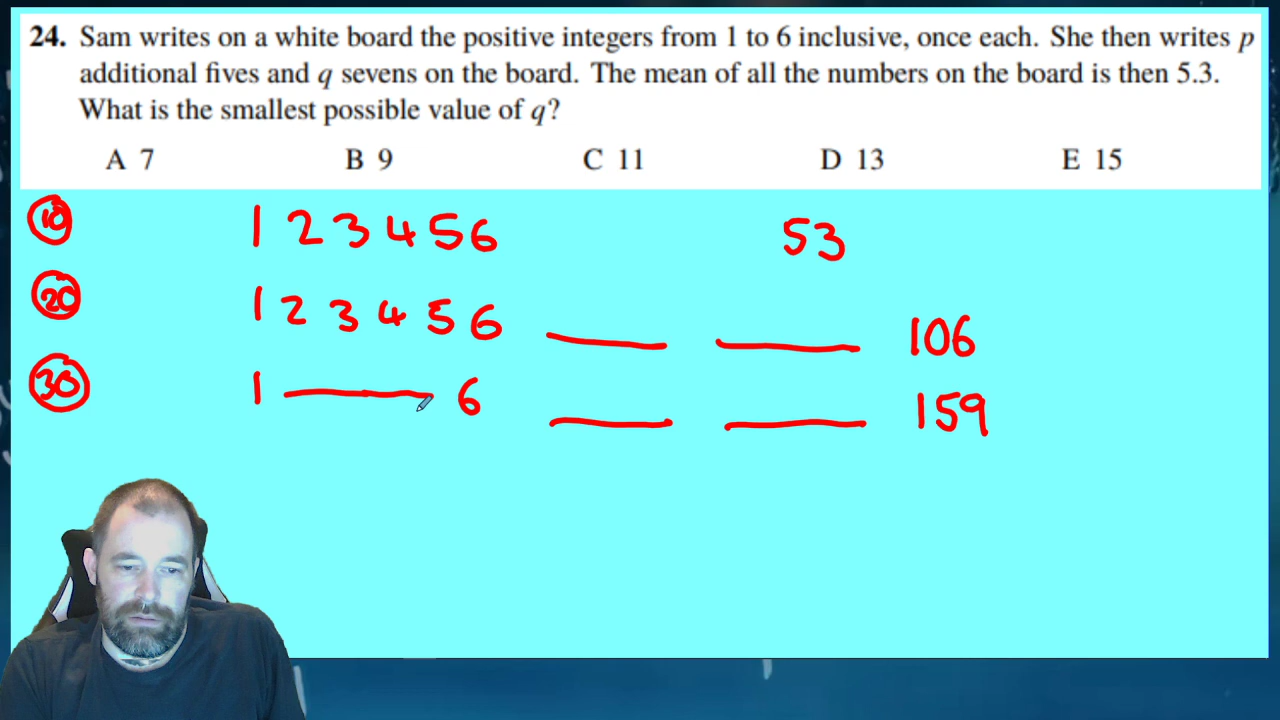 24. Sam writes on a white board the positive integers from 1 to 6 inclusive, once each. She then writes p
additional fives and q sevens on the board. The mean of all the numbers on the board is then 5.3.
What is the smallest possible value of q?
A 7 B 9 C 11 D 13 E 15
10 1 2 3 4 5 6 53
20 1 2 3 4 5 6 106
30 1 6 159